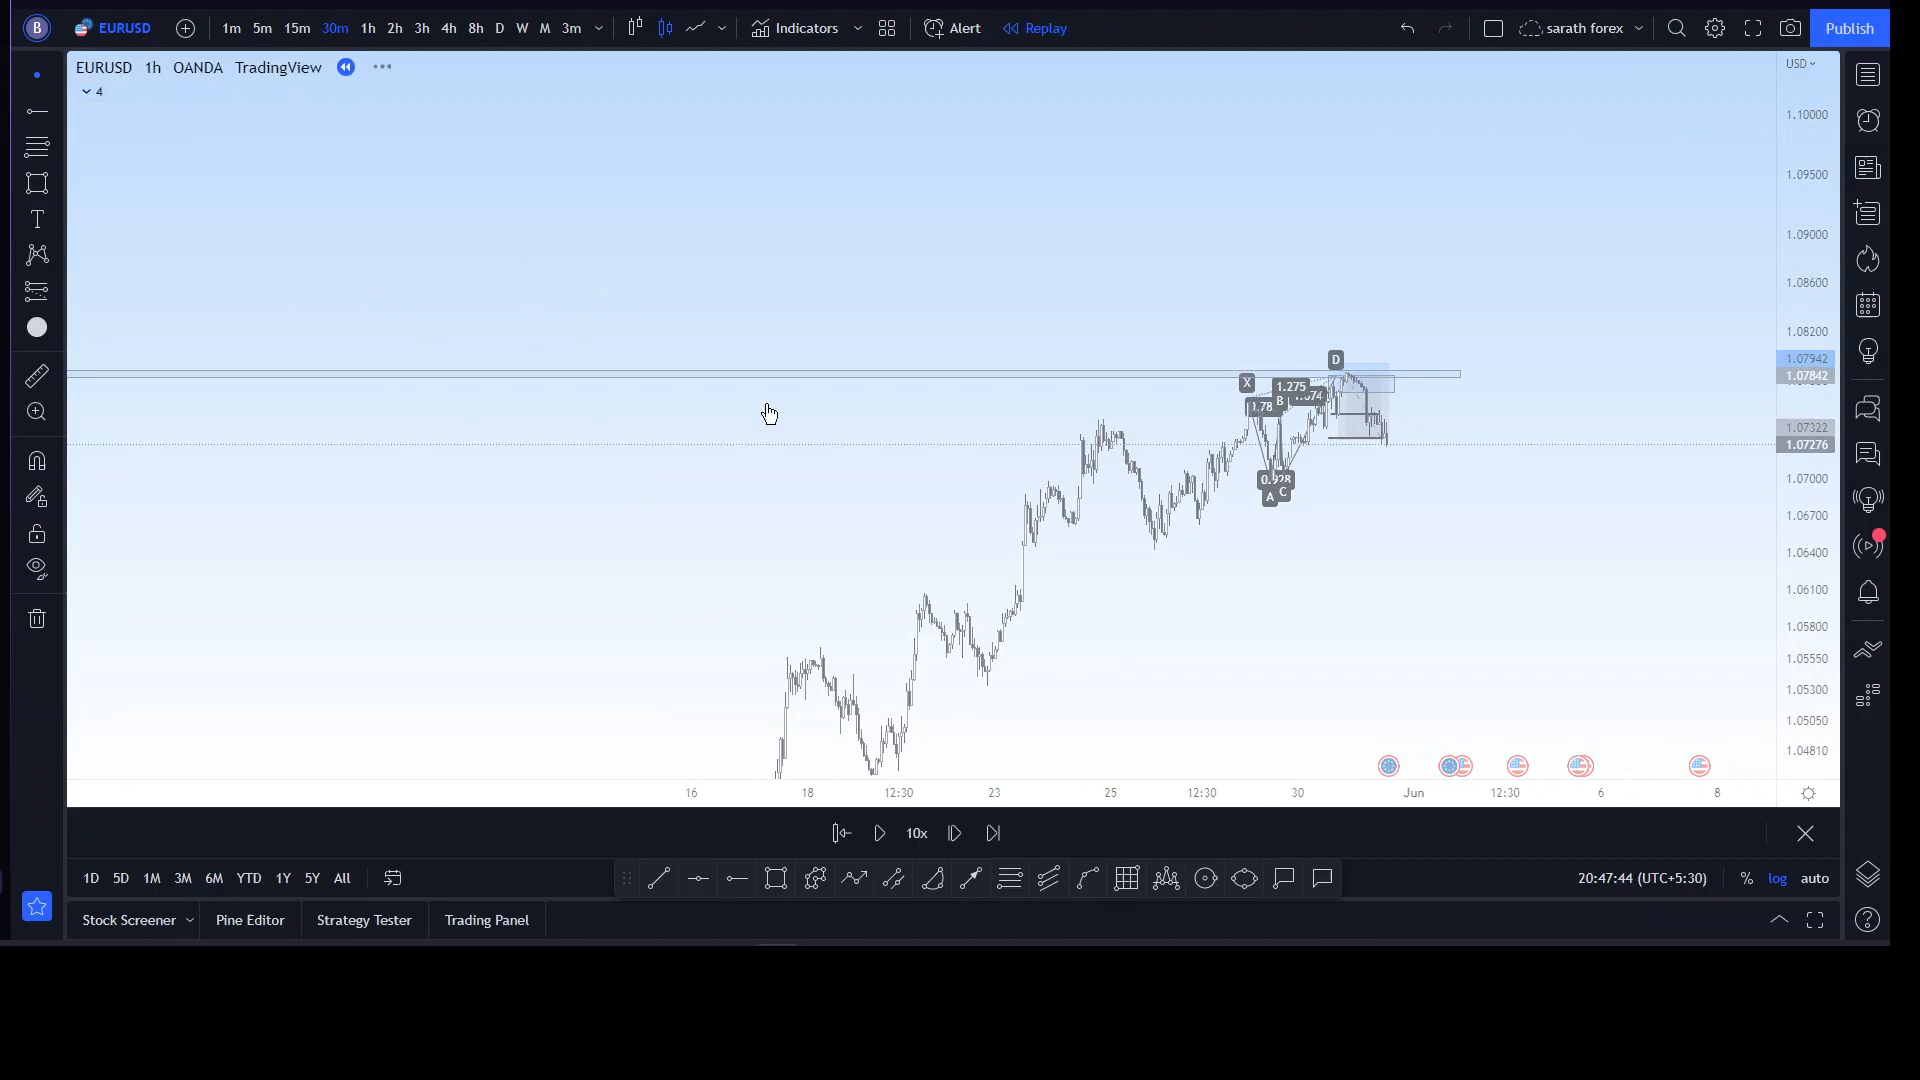 B EURUSD 1m 5m 15m 30m 1h 2h 3h 4h 8h D W M 3m Indicators Alert Replay sarath forex Publish
EURUSD 1h OANDA TradingView
4
USD
1.10000
1.09500
1.09000
1.08600
1.08200
1.07942
1.07842
1.07322
1.07276
1.07000
1.06700
1.06400
1.06100
1.05800
1.05550
1.05300
1.05050
1.04810
D
X
1.275
B
A
C
16 18 12:30 23 25 12:30 30 Jun 12:30 6 8
10x
1D 5D 1M 3M 6M YTD 1Y 5Y All 20:47:44 (UTC+5:30) % log auto
Stock Screener Pine Editor Strategy Tester Trading Panel